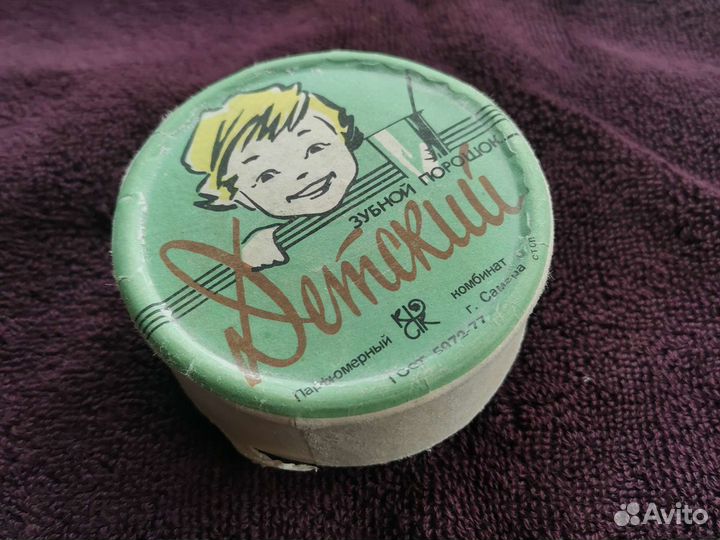 ЗУБНОЙ ПОРОШОК
Детский
Парфюмерный комбинат
г. Самара
ГОСТ 5972-77
Avito